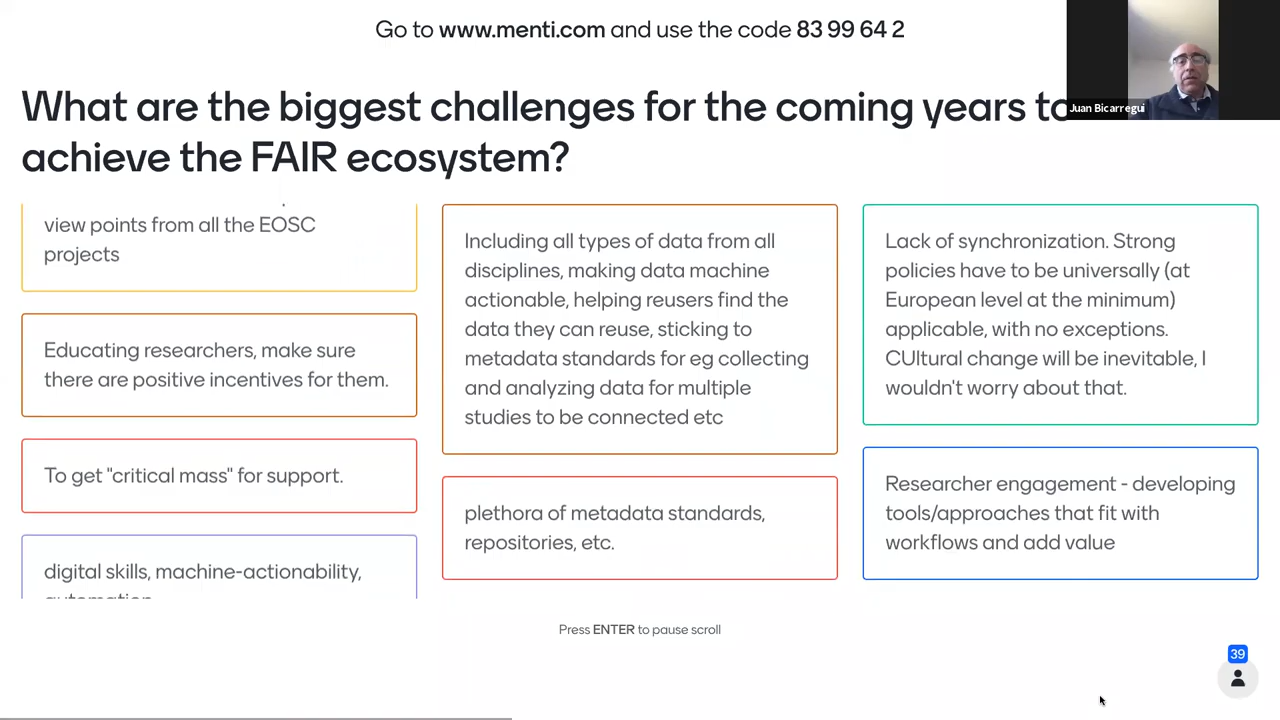 Go to www.menti.com and use the code 83 99 64 2
Juan Bicarregui
What are the biggest challenges for the coming years to
achieve the FAIR ecosystem?
view points from all the EOSC
projects
Educating researchers, make sure
there are positive incentives for them.
To get "critical mass" for support.
digital skills, machine-actionability,
automation
Including all types of data from all
disciplines, making data machine
actionable, helping reusers find the
data they can reuse, sticking to
metadata standards for eg collecting
and analyzing data for multiple
studies to be connected etc
plethora of metadata standards,
repositories, etc.
Lack of synchronization. Strong
policies have to be universally (at
European level at the minimum)
applicable, with no exceptions.
CUltural change will be inevitable, I
wouldn't worry about that.
Researcher engagement - developing
tools/approaches that fit with
workflows and add value
Press ENTER to pause scroll
39